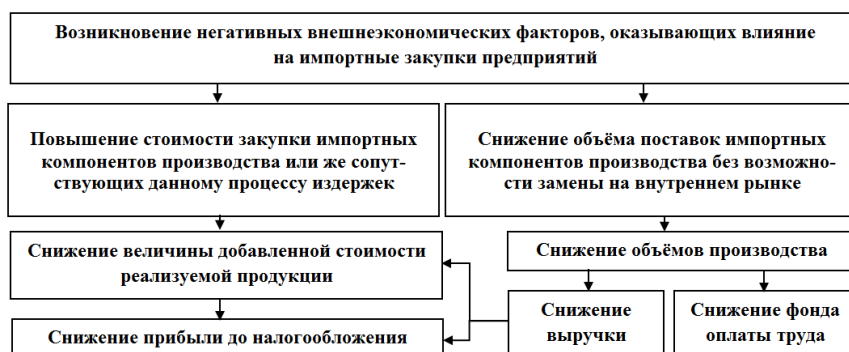 Возникновение негативных внешнеэкономических факторов, оказывающих влияние
на импортные закупки предприятий
Повышение стоимости закупки импортных
компонентов производства или же сопут-
ствующих данному процессу издержек
Снижение объёма поставок импортных
компонентов производства без возможно-
сти замены на внутреннем рынке
Снижение величины добавленной стоимости
реализуемой продукции
Снижение объёмов производства
Снижение прибыли до налогообложения
Снижение
выручки
Снижение фонда
оплаты труда